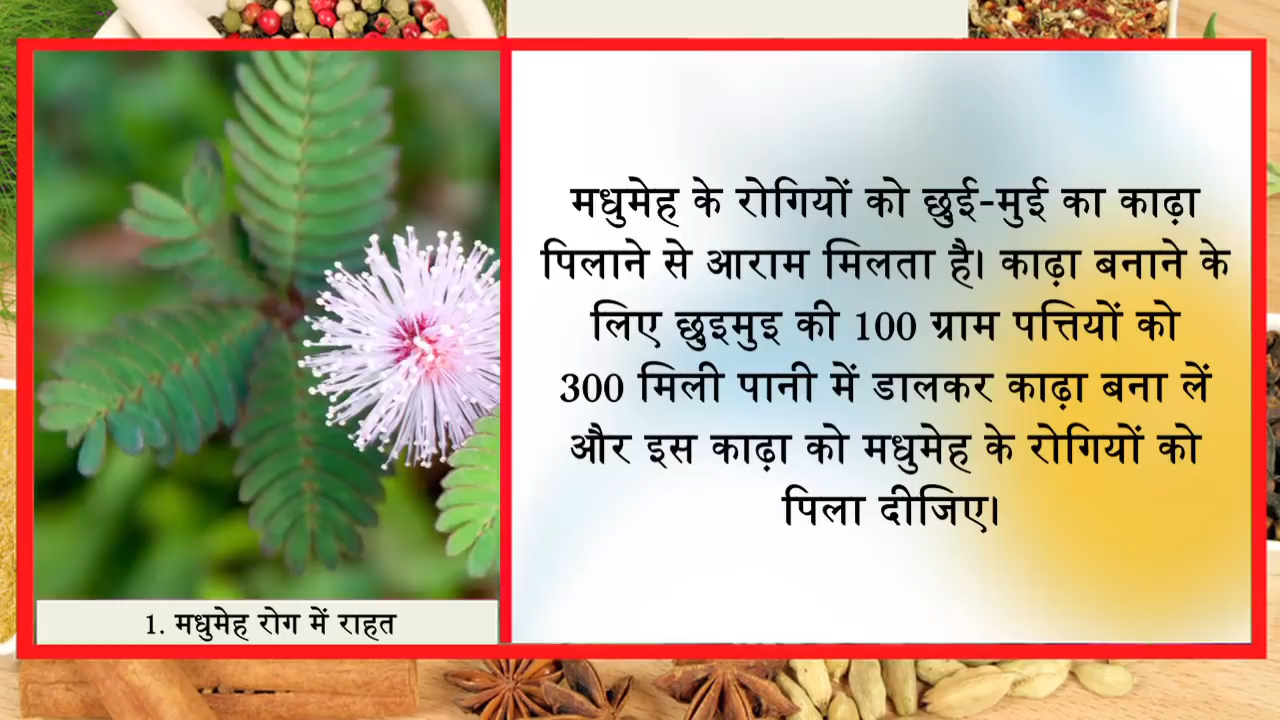 मधुमेह के रोगियों को छुई-मुई का काढ़ा
पिलाने से आराम मिलता है। काढ़ा बनाने के
लिए छुइमुइ की 100 ग्राम पत्तियों को
300 मिली पानी में डालकर काढ़ा बना लें
और इस काढ़ा को मधुमेह के रोगियों को
पिला दीजिए।
1. मधुमेह रोग में राहत